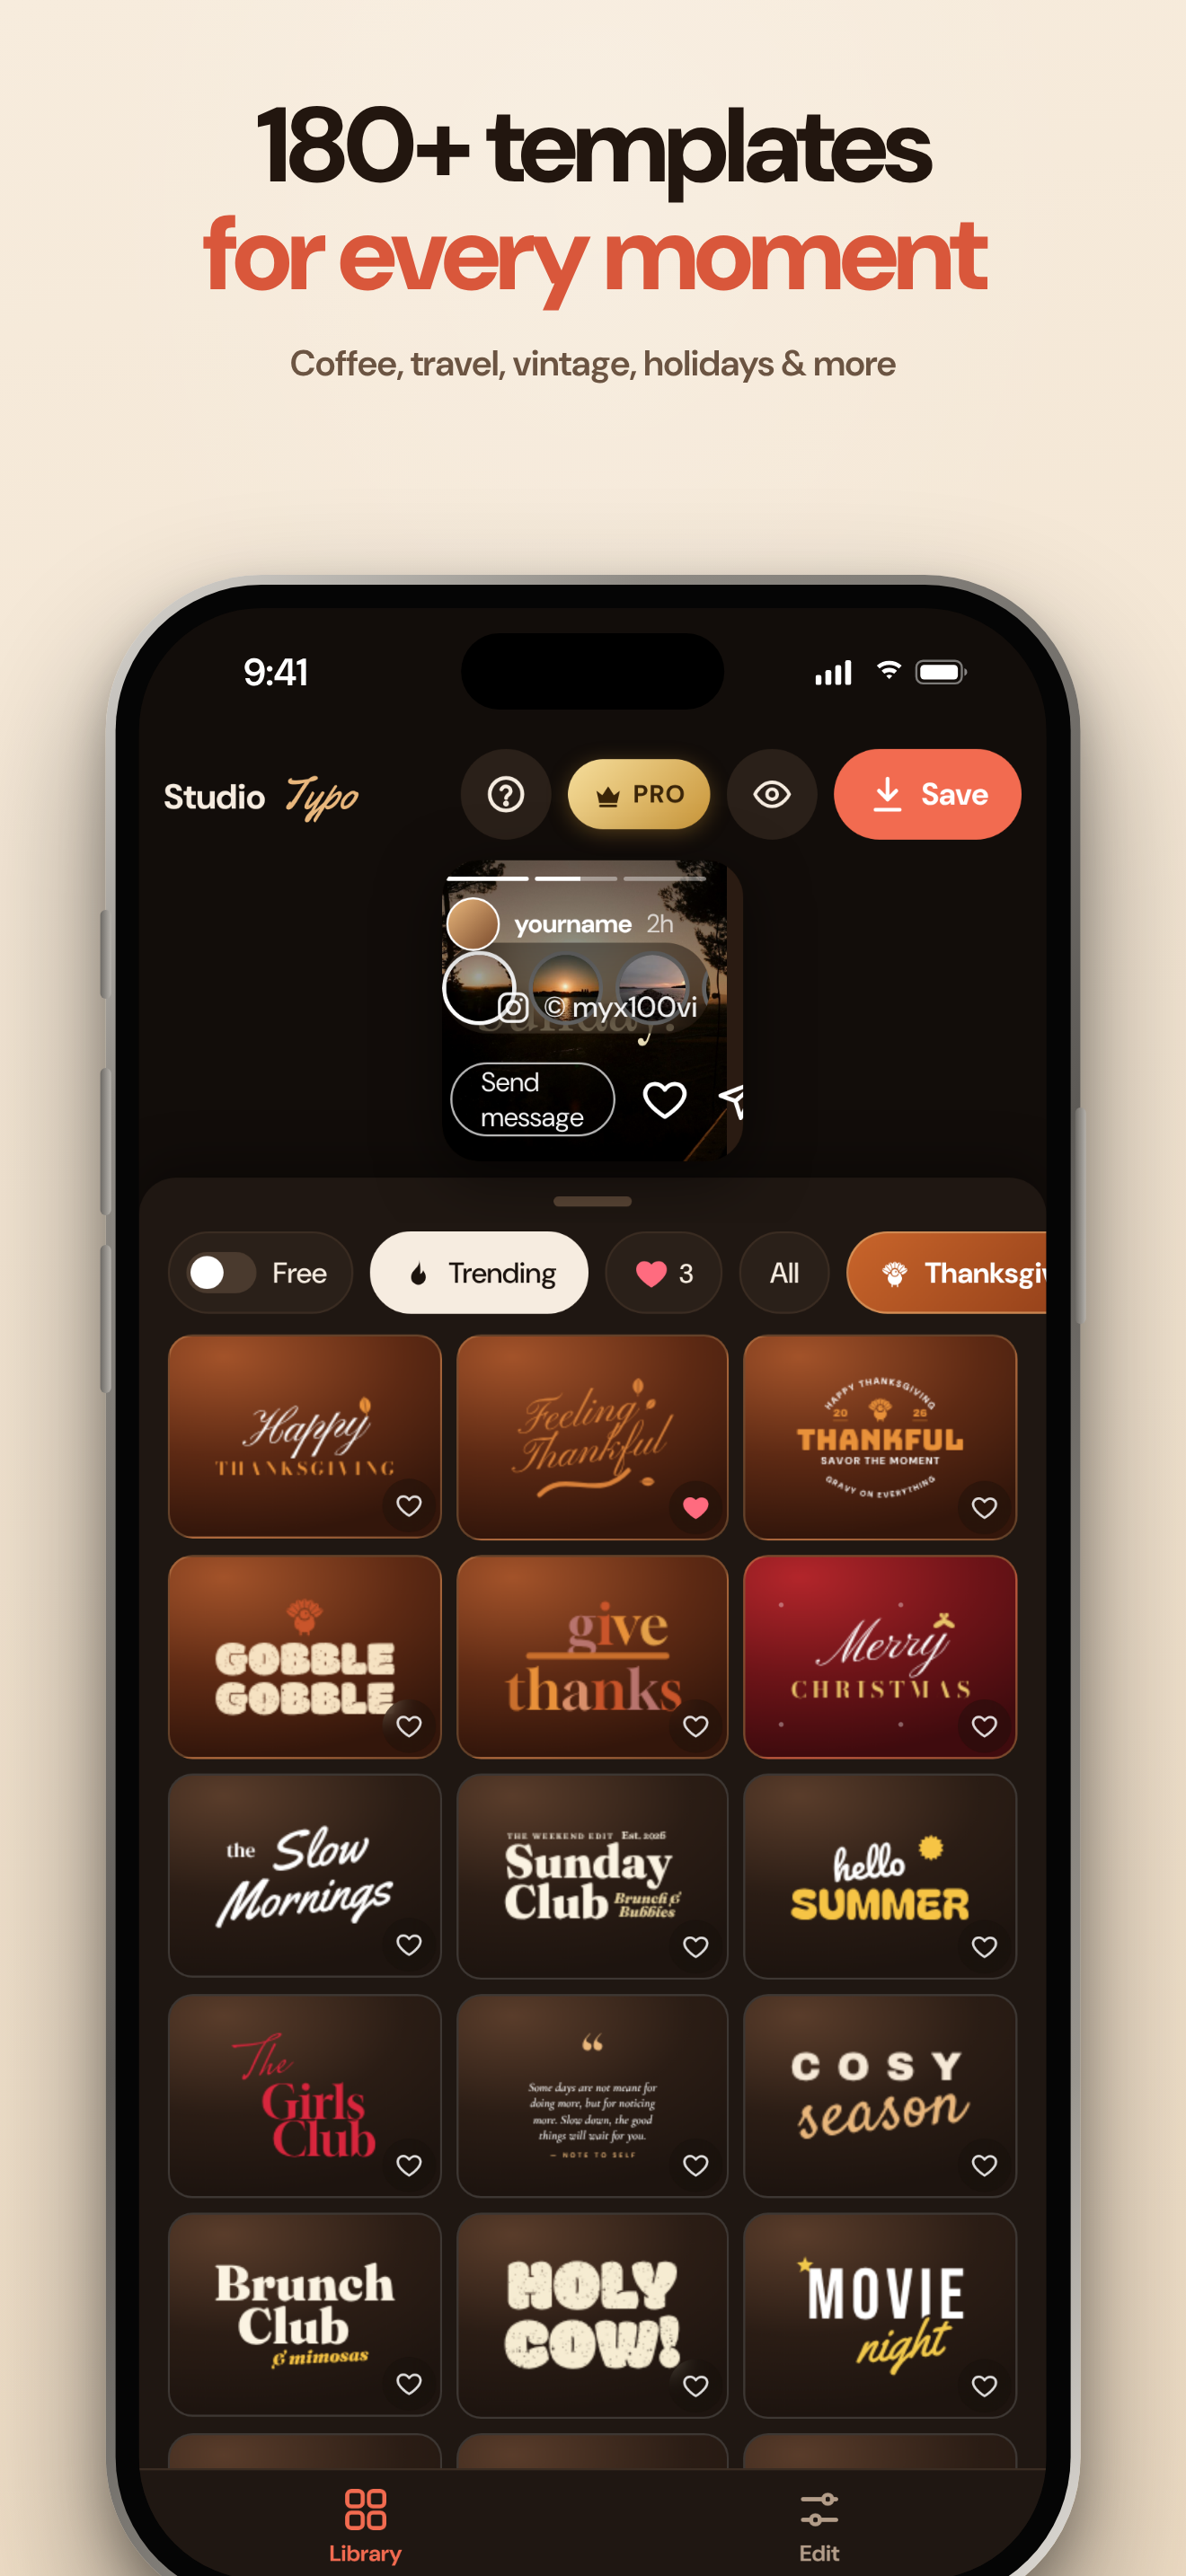 180+ templates
for every moment
Coffee, travel, vintage, holidays & more
9:41
Studio Typo
PRO
Save
yourname 2h
© myx100vi
Sunday.
Send
message
Free
Trending
3
All
Thanksgiv
Happy
THANKSGIVING
Feeling
Thankful
HAPPY THANKSGIVING
20 26
THANKFUL
SAVOR THE MOMENT
GRAVY ON EVERYTHING
GOBBLE
GOBBLE
give
thanks
Merry
CHRISTMAS
the Slow
Mornings
THE WEEKEND EDIT Est. 2026
Sunday
Club Brunch &
Bubbles
hello
SUMMER
The
Girls
Club
“
Some days are not meant for
doing more, but for noticing
more. Slow down, the good
things will wait for you.
— NOTE TO SELF
COSY
season
Brunch
Club
& mimosas
HOLY
COW!
MOVIE
night
Library
Edit